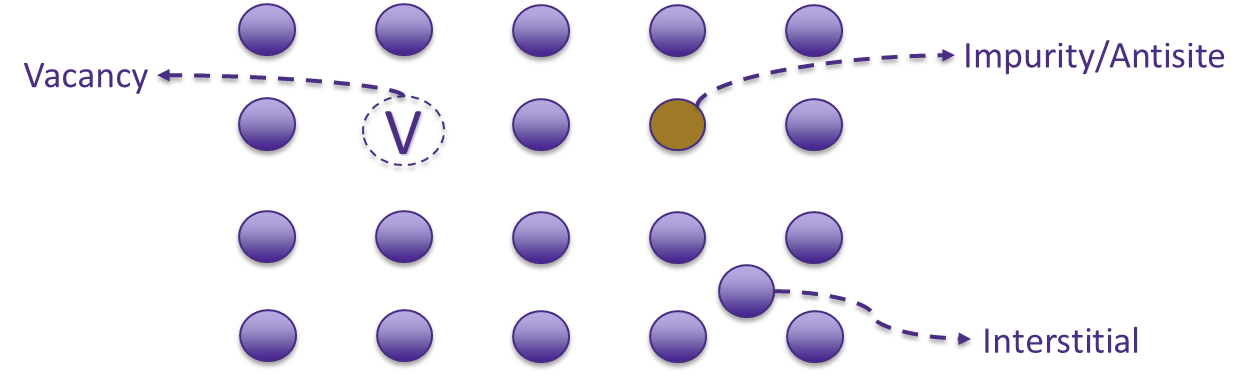 Impurity/Antisite
Vacancy
V
Interstitial